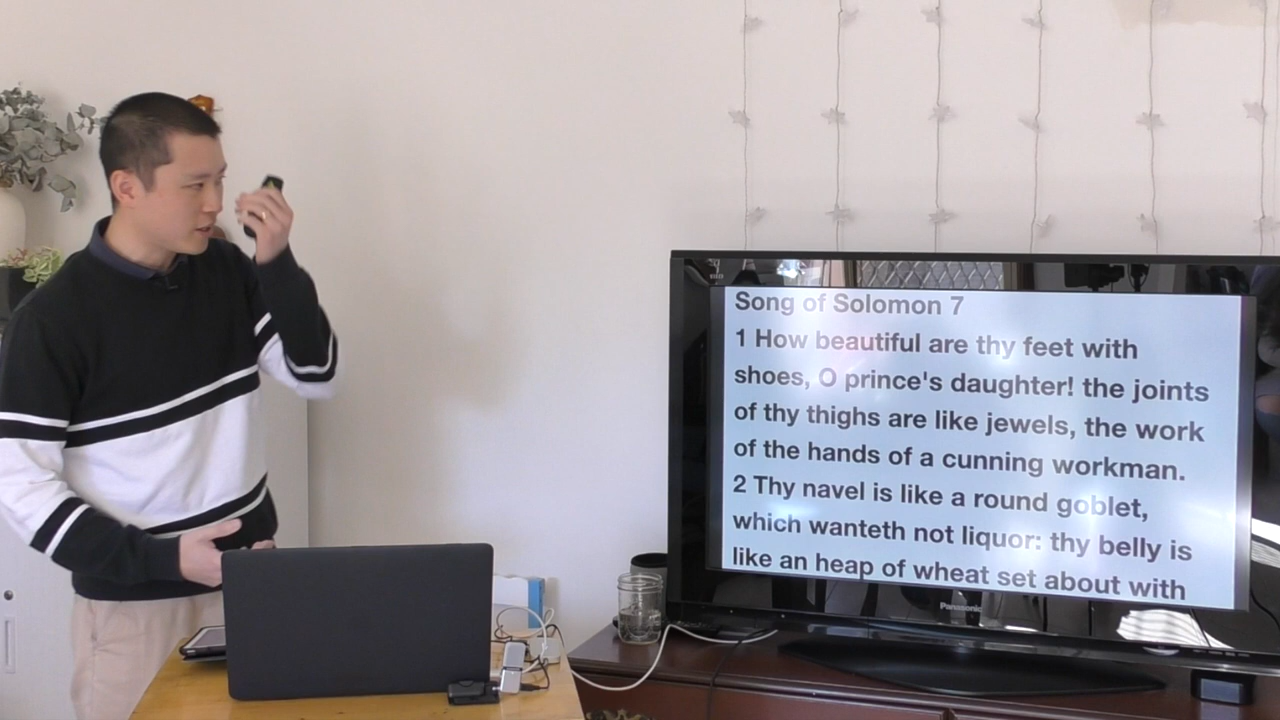 Song of Solomon 7
1 How beautiful are thy feet with
shoes, O prince's daughter! the joints
of thy thighs are like jewels, the work
of the hands of a cunning workman.
2 Thy navel is like a round goblet,
which wanteth not liquor: thy belly is
like an heap of wheat set about with
Panasonic